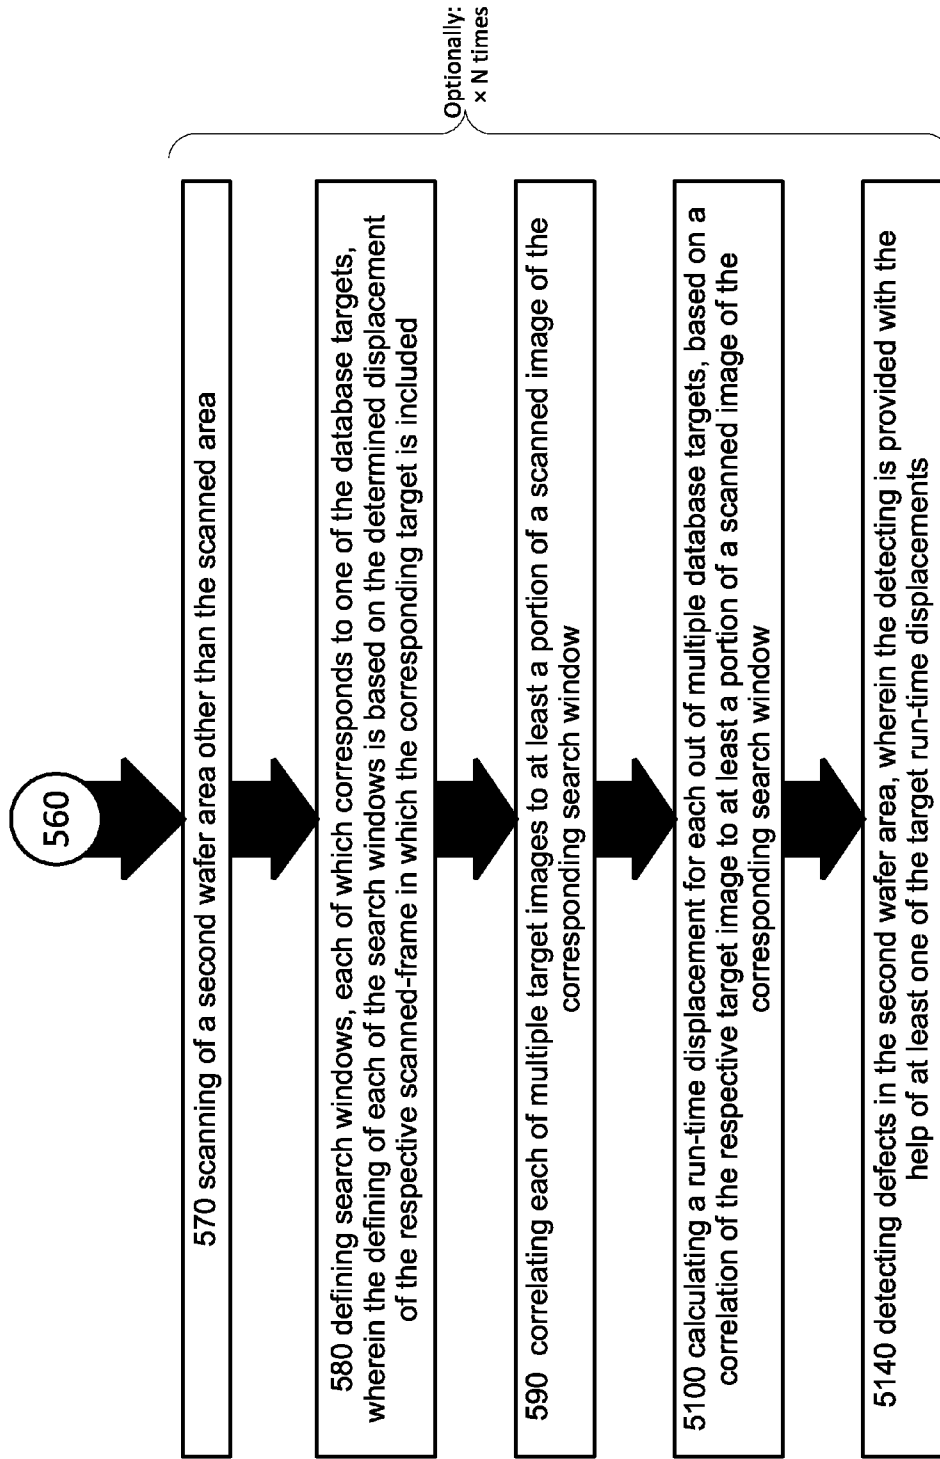 560
570 scanning of a second wafer area other than the scanned area
580 defining search windows, each of which corresponds to one of the database targets,
wherein the defining of each of the search windows is based on the determined displacement
of the respective scanned-frame in which the corresponding target is included
590 correlating each of multiple target images to at least a portion of a scanned image of the
corresponding search window
5100 calculating a run-time displacement for each out of multiple database targets, based on a
correlation of the respective target image to at least a portion of a scanned image of the
corresponding search window
5140 detecting defects in the second wafer area, wherein the detecting is provided with the
help of at least one of the target run-time displacements
Optionally:
× N times